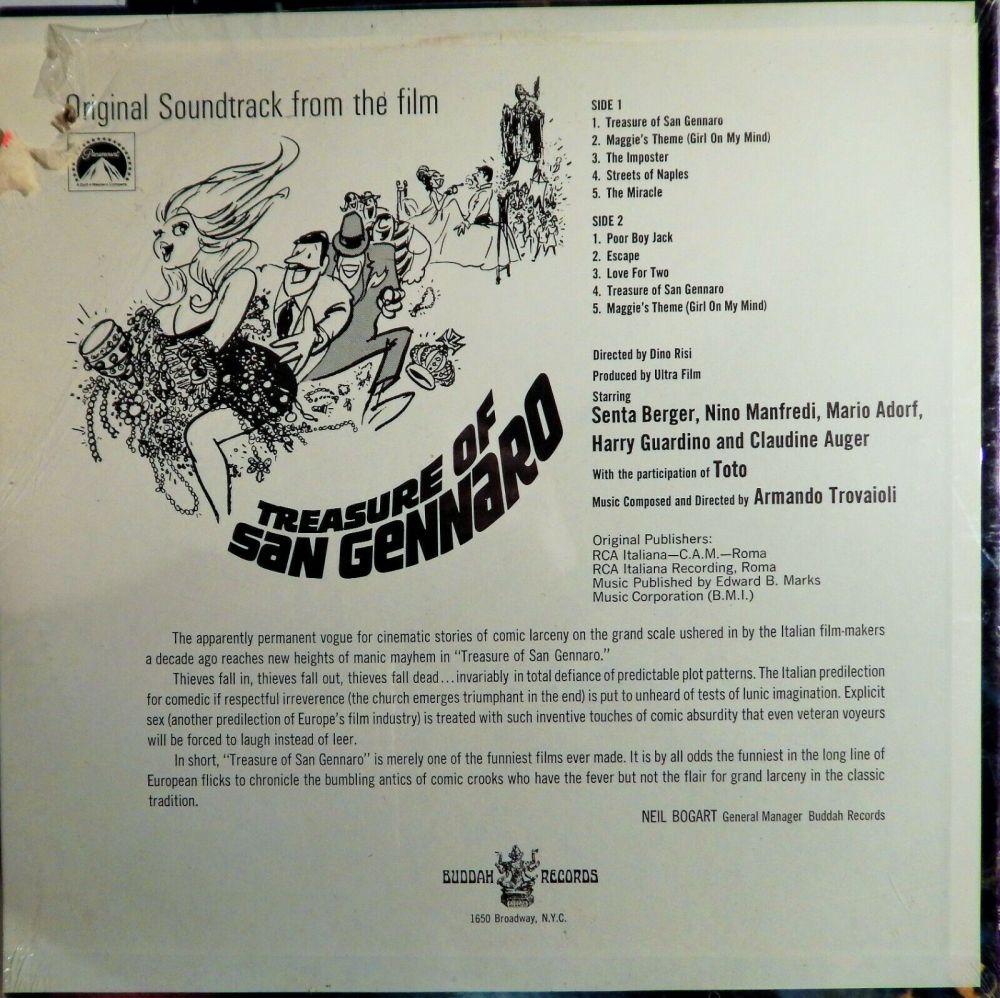 Original Soundtrack from the film
Paramount
A Gulf+Western Company
TREASURE OF
SAN GENNARO
SIDE 1
1. Treasure of San Gennaro
2. Maggie's Theme (Girl On My Mind)
3. The Imposter
4. Streets of Naples
5. The Miracle
SIDE 2
1. Poor Boy Jack
2. Escape
3. Love For Two
4. Treasure of San Gennaro
5. Maggie's Theme (Girl On My Mind)
Directed by Dino Risi
Produced by Ultra Film
Starring
Senta Berger, Nino Manfredi, Mario Adorf,
Harry Guardino and Claudine Auger
With the participation of Toto
Music Composed and Directed by Armando Trovaioli
Original Publishers:
RCA Italiana—C.A.M.—Roma
RCA Italiana Recording, Roma
Music Published by Edward B. Marks
Music Corporation (B.M.I.)
The apparently permanent vogue for cinematic stories of comic larceny on the grand scale ushered in by the Italian film-makers
a decade ago reaches new heights of manic mayhem in "Treasure of San Gennaro."
Thieves fall in, thieves fall out, thieves fall dead...invariably in total defiance of predictable plot patterns. The Italian predilection
for comedic if respectful irreverence (the church emerges triumphant in the end) is put to unheard of tests of lunic imagination. Explicit
sex (another predilection of Europe's film industry) is treated with such inventive touches of comic absurdity that even veteran voyeurs
will be forced to laugh instead of leer.
In short, "Treasure of San Gennaro" is merely one of the funniest films ever made. It is by all odds the funniest in the long line of
European flicks to chronicle the bumbling antics of comic crooks who have the fever but not the flair for grand larceny in the classic
tradition.
NEIL BOGART General Manager Buddah Records
BUDDAH RECORDS
1650 Broadway, N.Y.C.